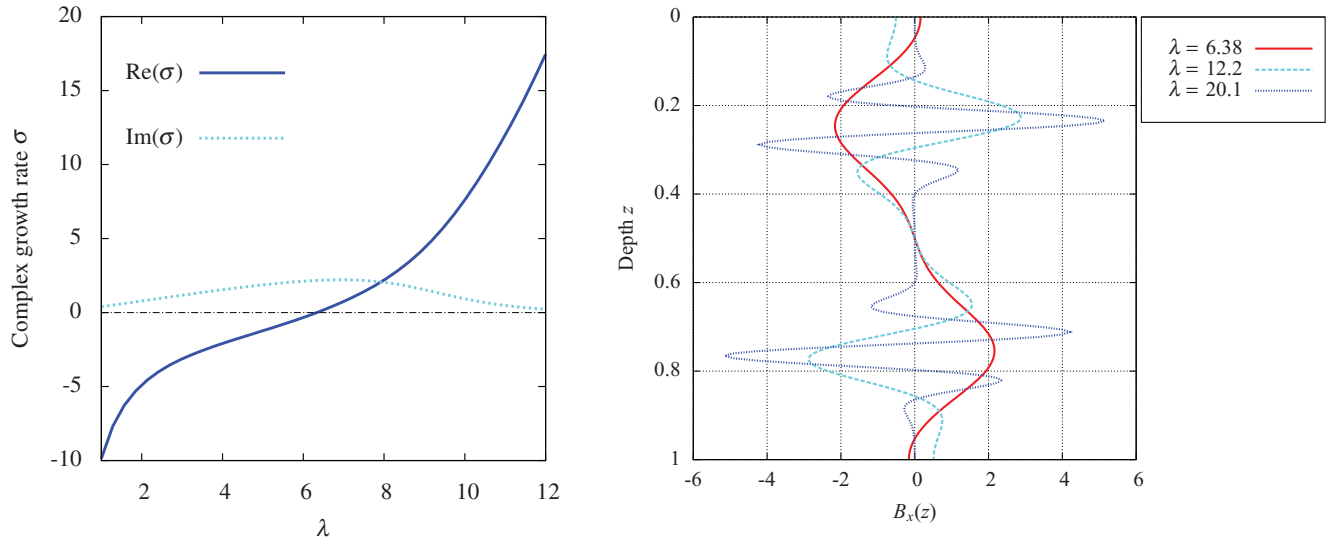 20
15
10
5
0
-5
-10
Complex growth rate σ
Re(σ)
Im(σ)
2
4
6
8
10
12
λ
0
0.2
0.4
0.6
0.8
1
Depth z
-6
-4
-2
0
2
4
6
B_x(z)
λ = 6.38
λ = 12.2
λ = 20.1